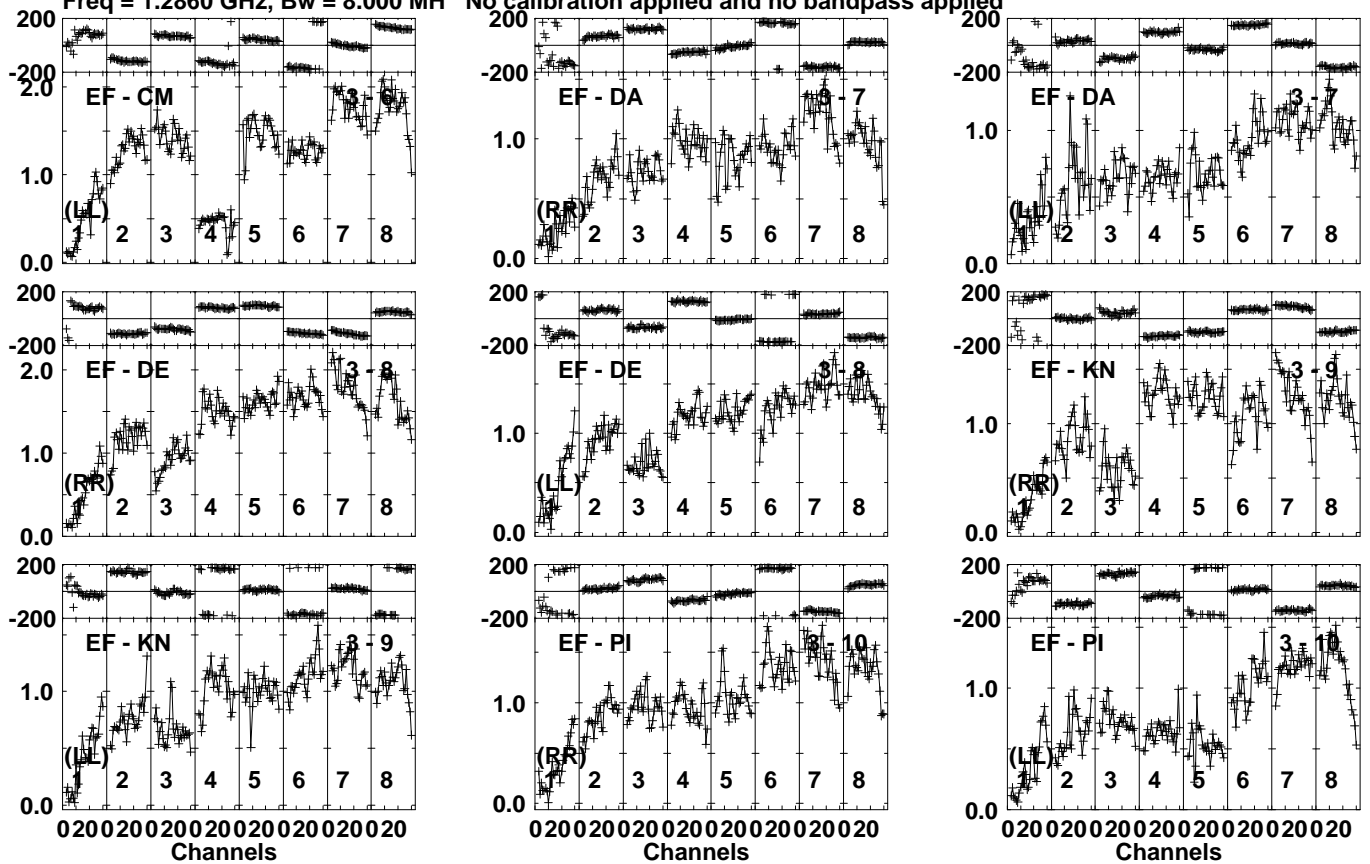 Freq = 1.2860 GHz, Bw = 8.000 MH No calibration applied and no bandpass applied
200
-200
2.0
1.0
0.0
EF - CM 3 - 6
(LL)
1 2 3 4 5 6 7 8
200
-200
1.0
0.0
EF - DA 3 - 7
(RR)
1 2 3 4 5 6 7 8
200
-200
1.0
0.0
EF - DA 3 - 7
(LL)
1 2 3 4 5 6 7 8
200
-200
2.0
1.0
0.0
EF - DE 3 - 8
(RR)
1 2 3 4 5 6 7 8
200
-200
1.0
0.0
EF - DE 3 - 8
(LL)
1 2 3 4 5 6 7 8
200
-200
1.0
0.0
EF - KN 3 - 9
(RR)
1 2 3 4 5 6 7 8
200
-200
1.0
0.0
EF - KN 3 - 9
(LL)
1 2 3 4 5 6 7 8
0 20 0 20 0 20 0 20 0 20 0 20 0 20 0 20
Channels
200
-200
1.0
0.0
EF - PI 3 - 10
(RR)
1 2 3 4 5 6 7 8
0 20 0 20 0 20 0 20 0 20 0 20 0 20 0 20
Channels
200
-200
1.0
0.0
EF - PI 3 - 10
(LL)
1 2 3 4 5 6 7 8
0 20 0 20 0 20 0 20 0 20 0 20 0 20 0 20
Channels